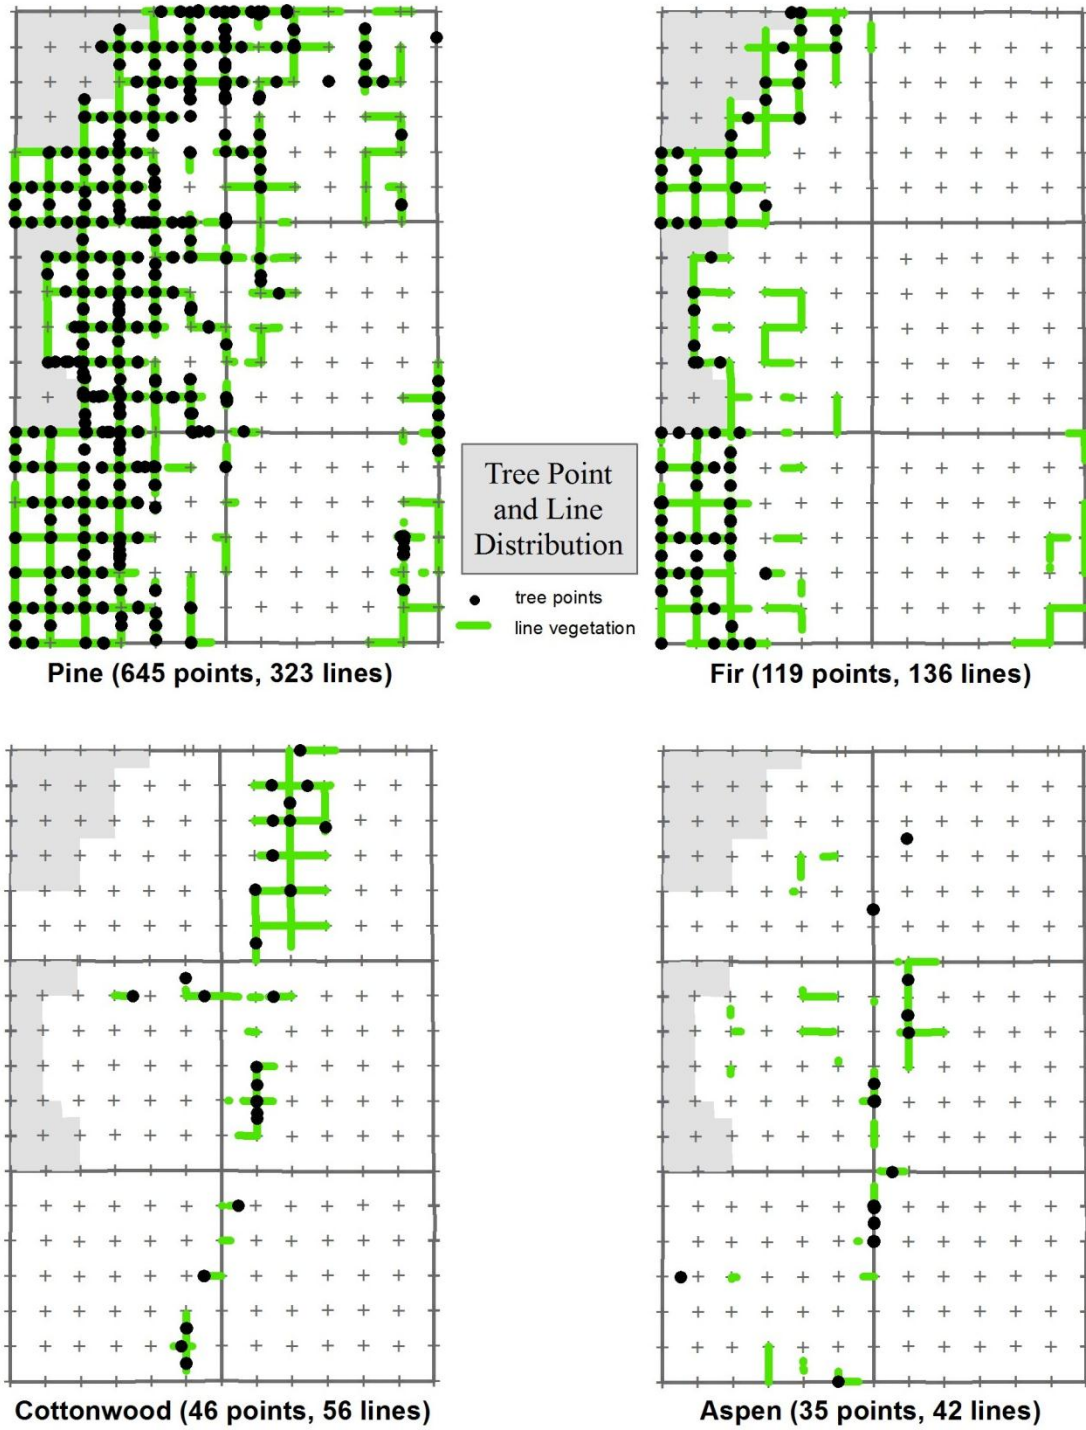 Tree Point
and Line
Distribution
tree points
line vegetation
Pine (645 points, 323 lines)
Fir (119 points, 136 lines)
Cottonwood (46 points, 56 lines)
Aspen (35 points, 42 lines)